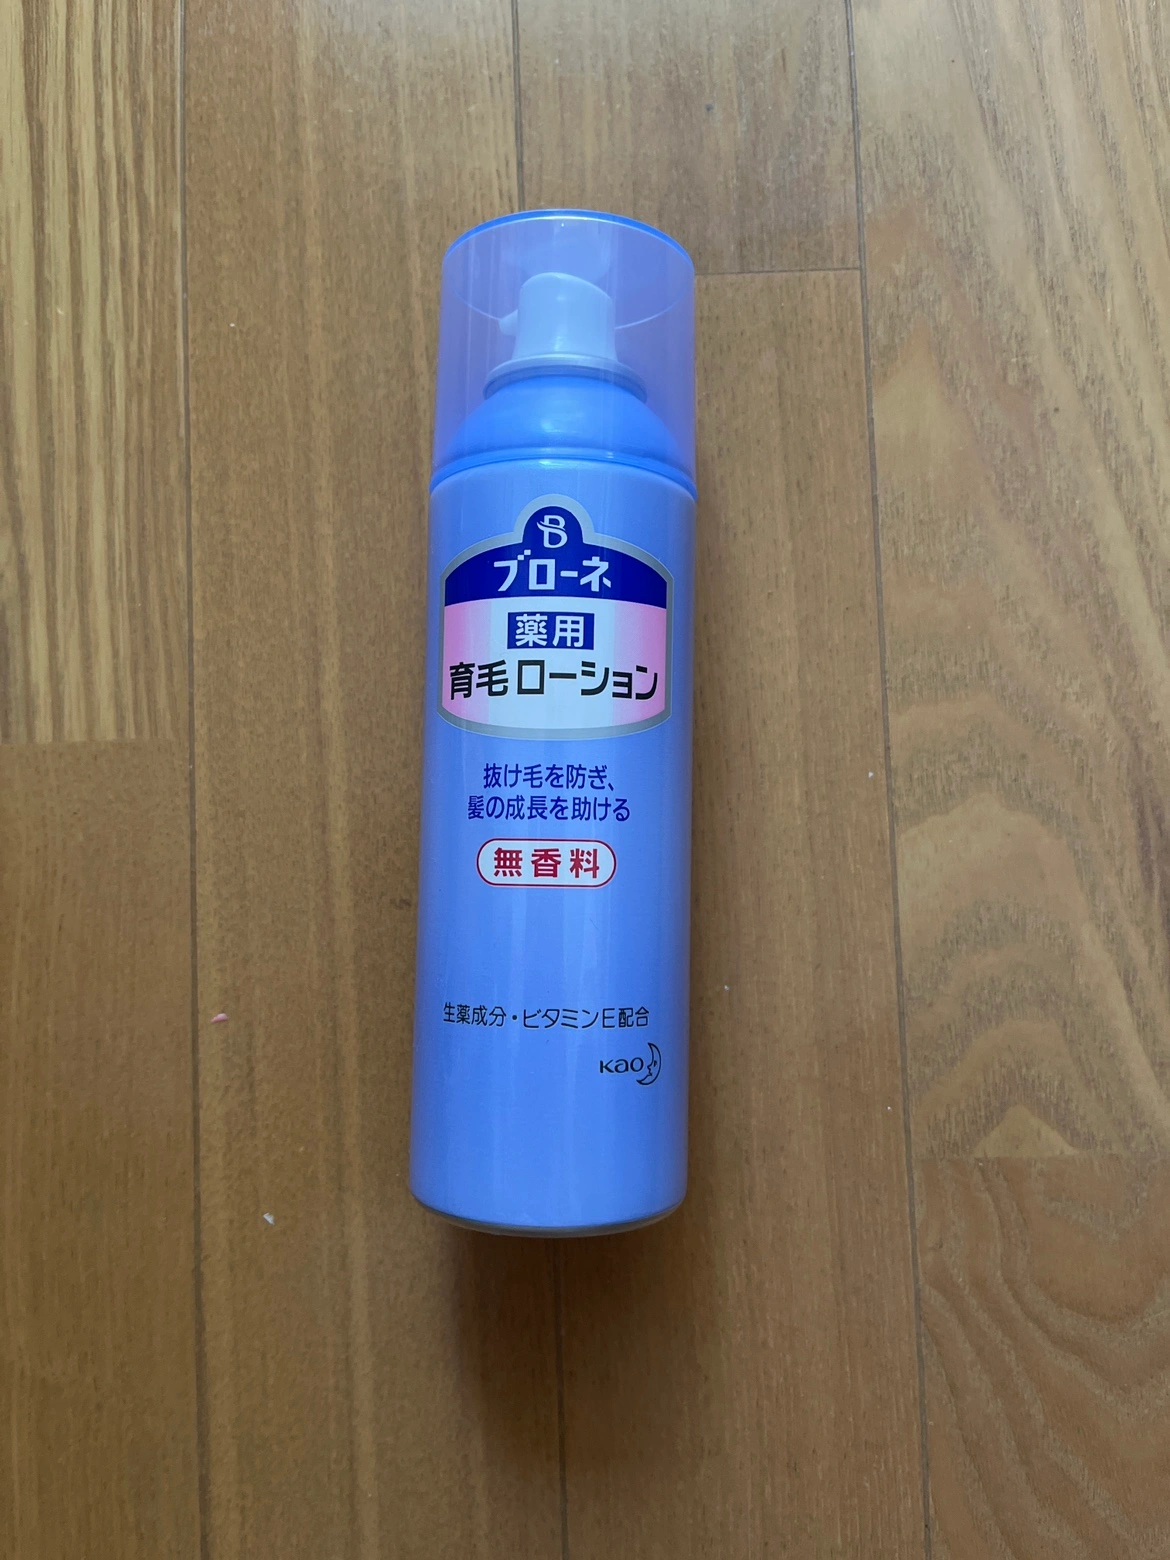 B
ブローネ
薬用
育毛ローション
抜け毛を防ぎ、
髪の成長を助ける
無香料
生薬成分・ビタミンE配合
Kao